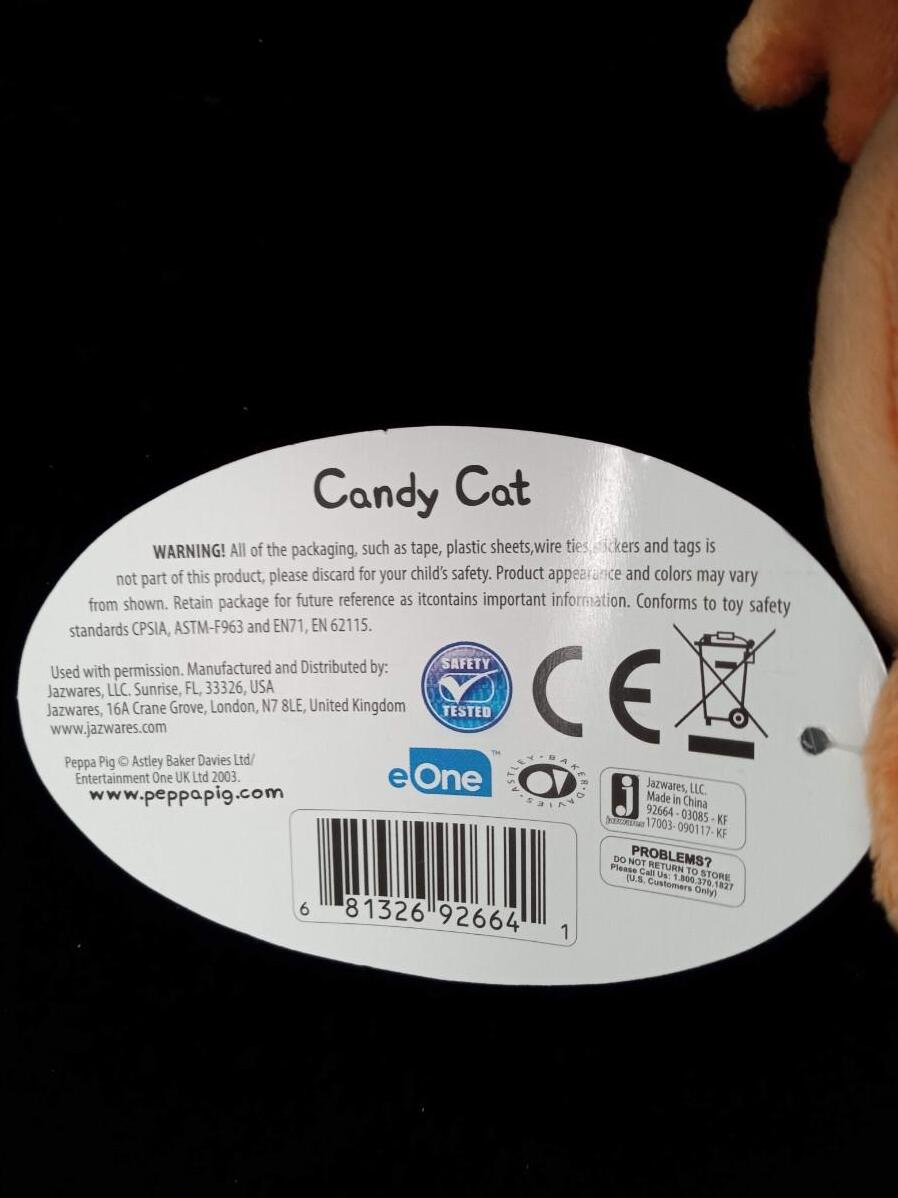 Candy Cat
WARNING! All of the packaging, such as tape, plastic sheets,wire ties, stickers and tags is
not part of this product, please discard for your child's safety. Product appearance and colors may vary
from shown. Retain package for future reference as itcontains important information. Conforms to toy safety
standards CPSIA, ASTM-F963 and EN71, EN 62115.
Used with permission. Manufactured and Distributed by:
Jazwares, LLC. Sunrise, FL, 33326, USA
Jazwares, 16A Crane Grove, London, N7 8LE, United Kingdom
www.jazwares.com
SAFETY
TESTED
CE
Peppa Pig © Astley Baker Davies Ltd/
Entertainment One UK Ltd 2003.
www.peppapig.com
eOne™
ASTLEY·BAKER·DAVIES·
j
jazwares
Jazwares, LLC.
Made in China
92664 - 03085 - KF
17003- 090117- KF
PROBLEMS?
DO NOT RETURN TO STORE
Please Call Us: 1.800.370.1827
(U.S. Customers Only)
6 81326 92664 1